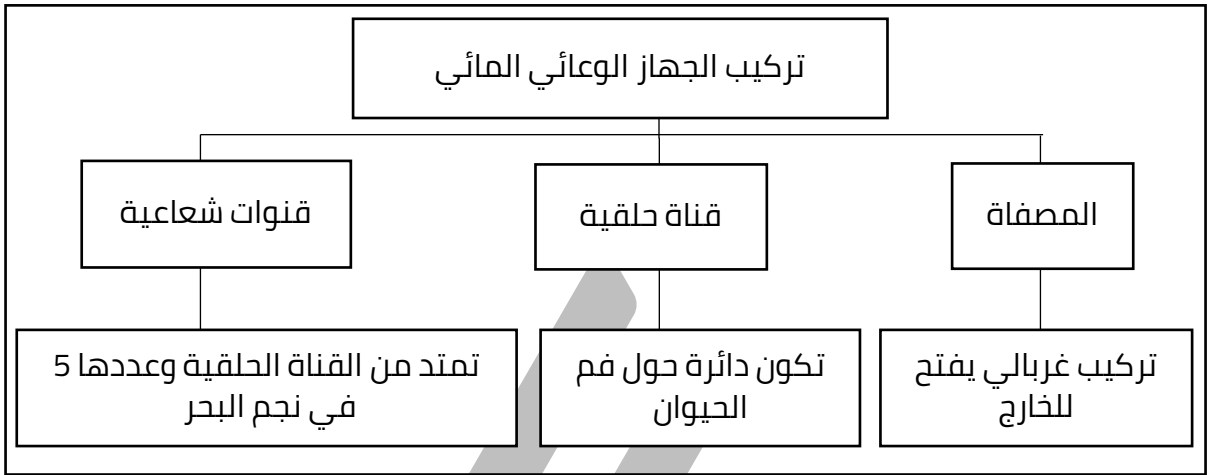 تركيب الجهاز الوعائي المائي
المصفاة
قناة حلقية
قنوات شعاعية
تركيب غربالي يفتح
للخارج
تكون دائرة حول فم
الحيوان
تمتد من القناة الحلقية وعددها 5
في نجم البحر